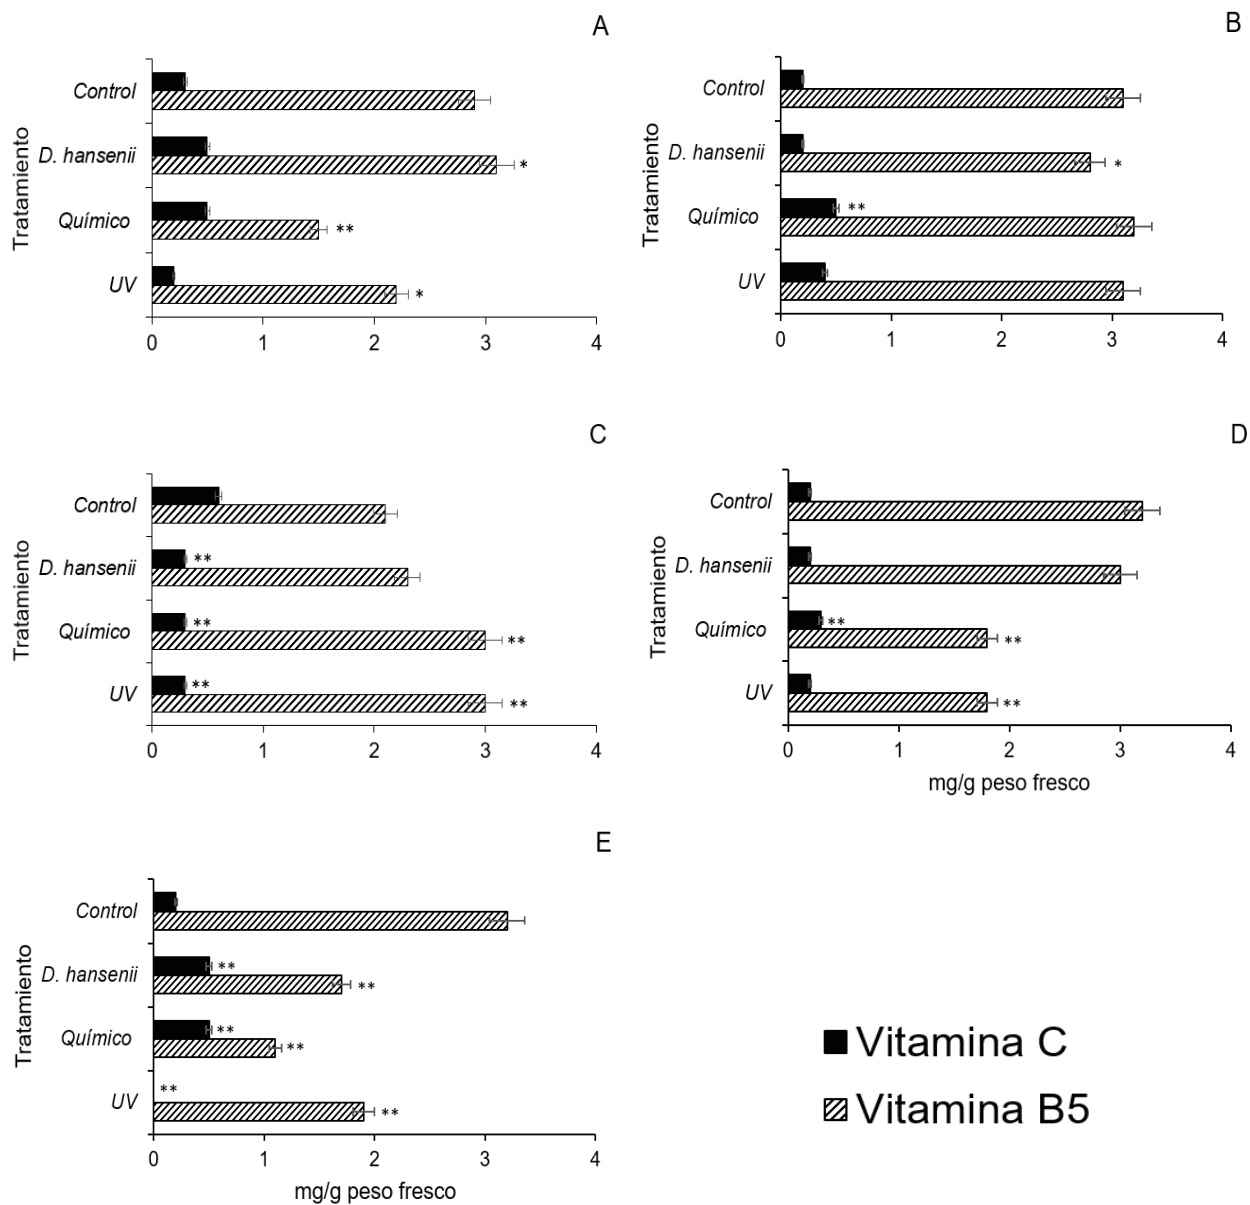 A
Tratamiento
Control
D. hansenii
*
Químico
**
UV
*
0 1 2 3 4
B
Tratamiento
Control
D. hansenii
*
Químico
**
UV
0 1 2 3 4
C
Tratamiento
Control
D. hansenii
**
Químico
**
**
UV
**
**
0 1 2 3 4
D
Tratamiento
Control
D. hansenii
Químico
**
**
UV
**
0 1 2 3 4
mg/g peso fresco
E
Tratamiento
Control
D. hansenii
**
**
Químico
**
**
UV
**
**
0 1 2 3 4
mg/g peso fresco
Vitamina C
Vitamina B5